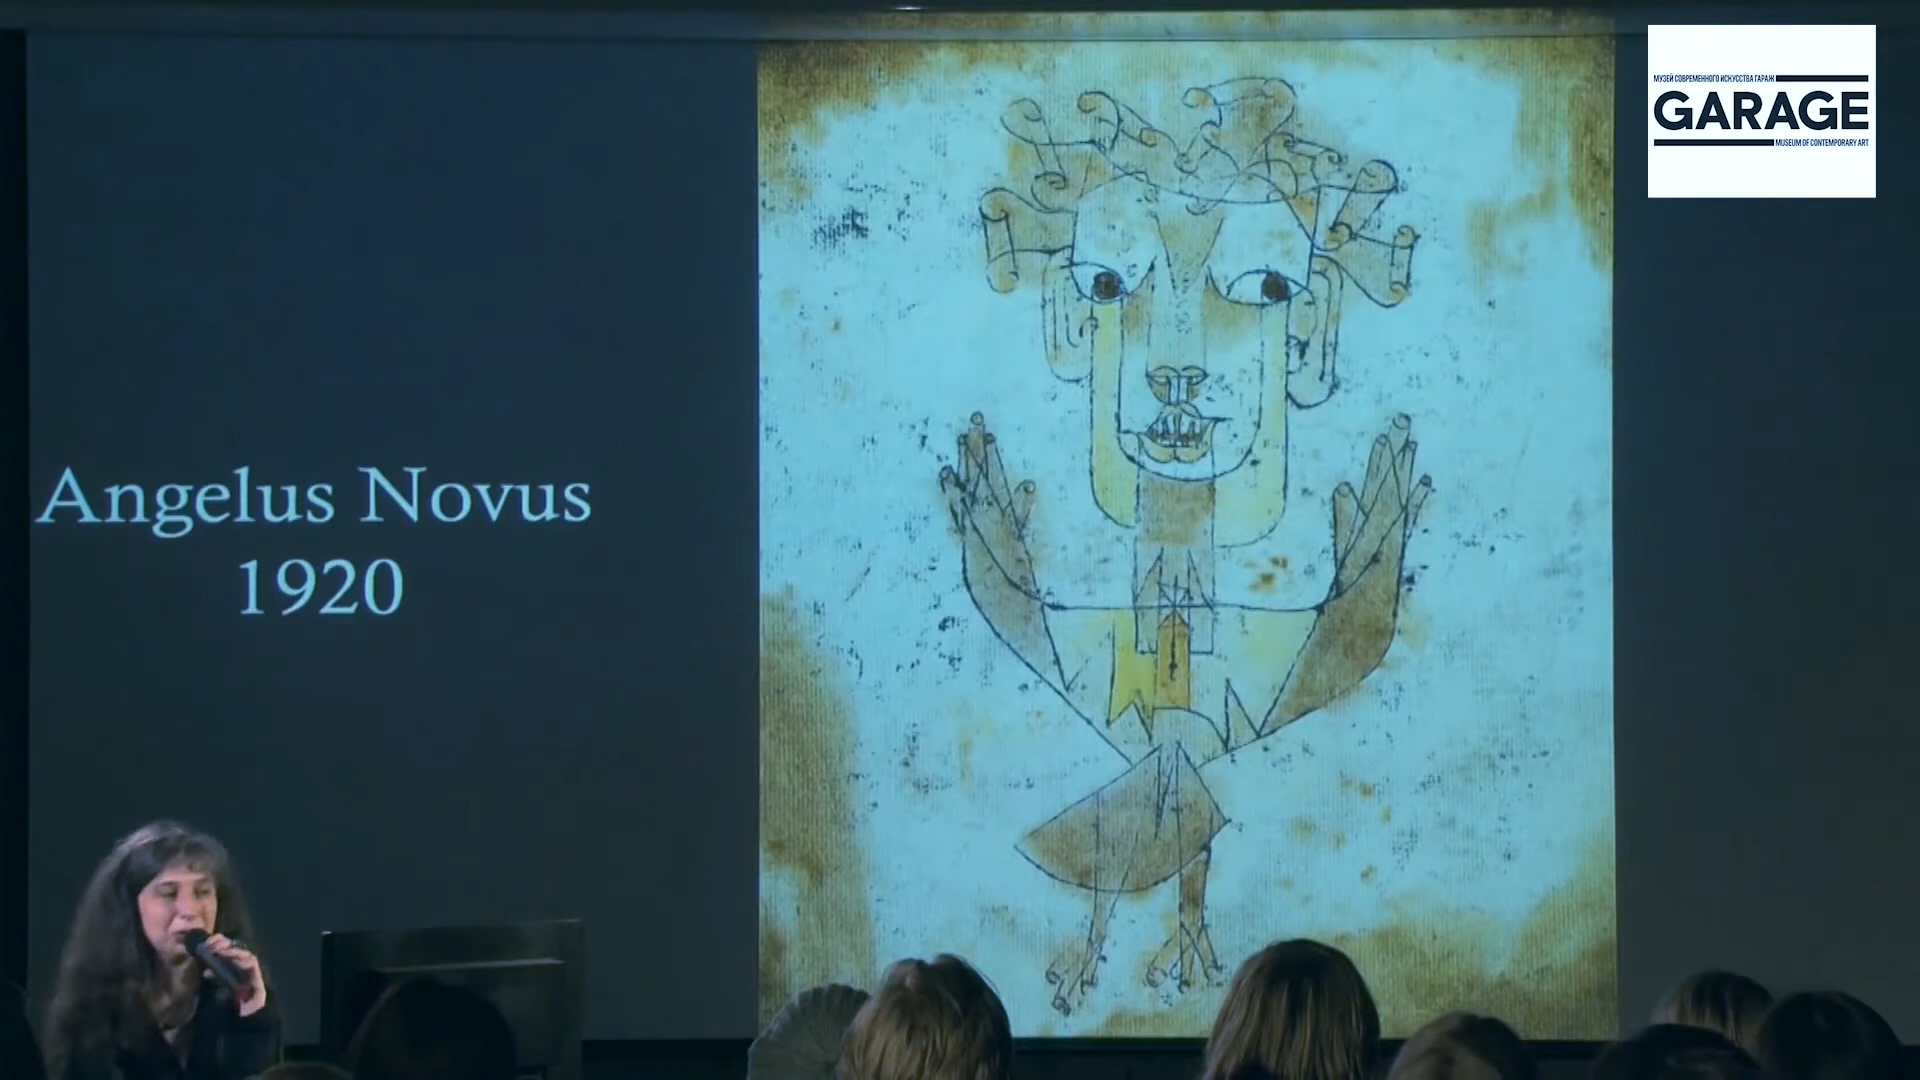 Angelus Novus
1920
МУЗЕЙ СОВРЕМЕННОГО ИСКУССТВА ГАРАЖ
GARAGE
MUSEUM OF CONTEMPORARY ART